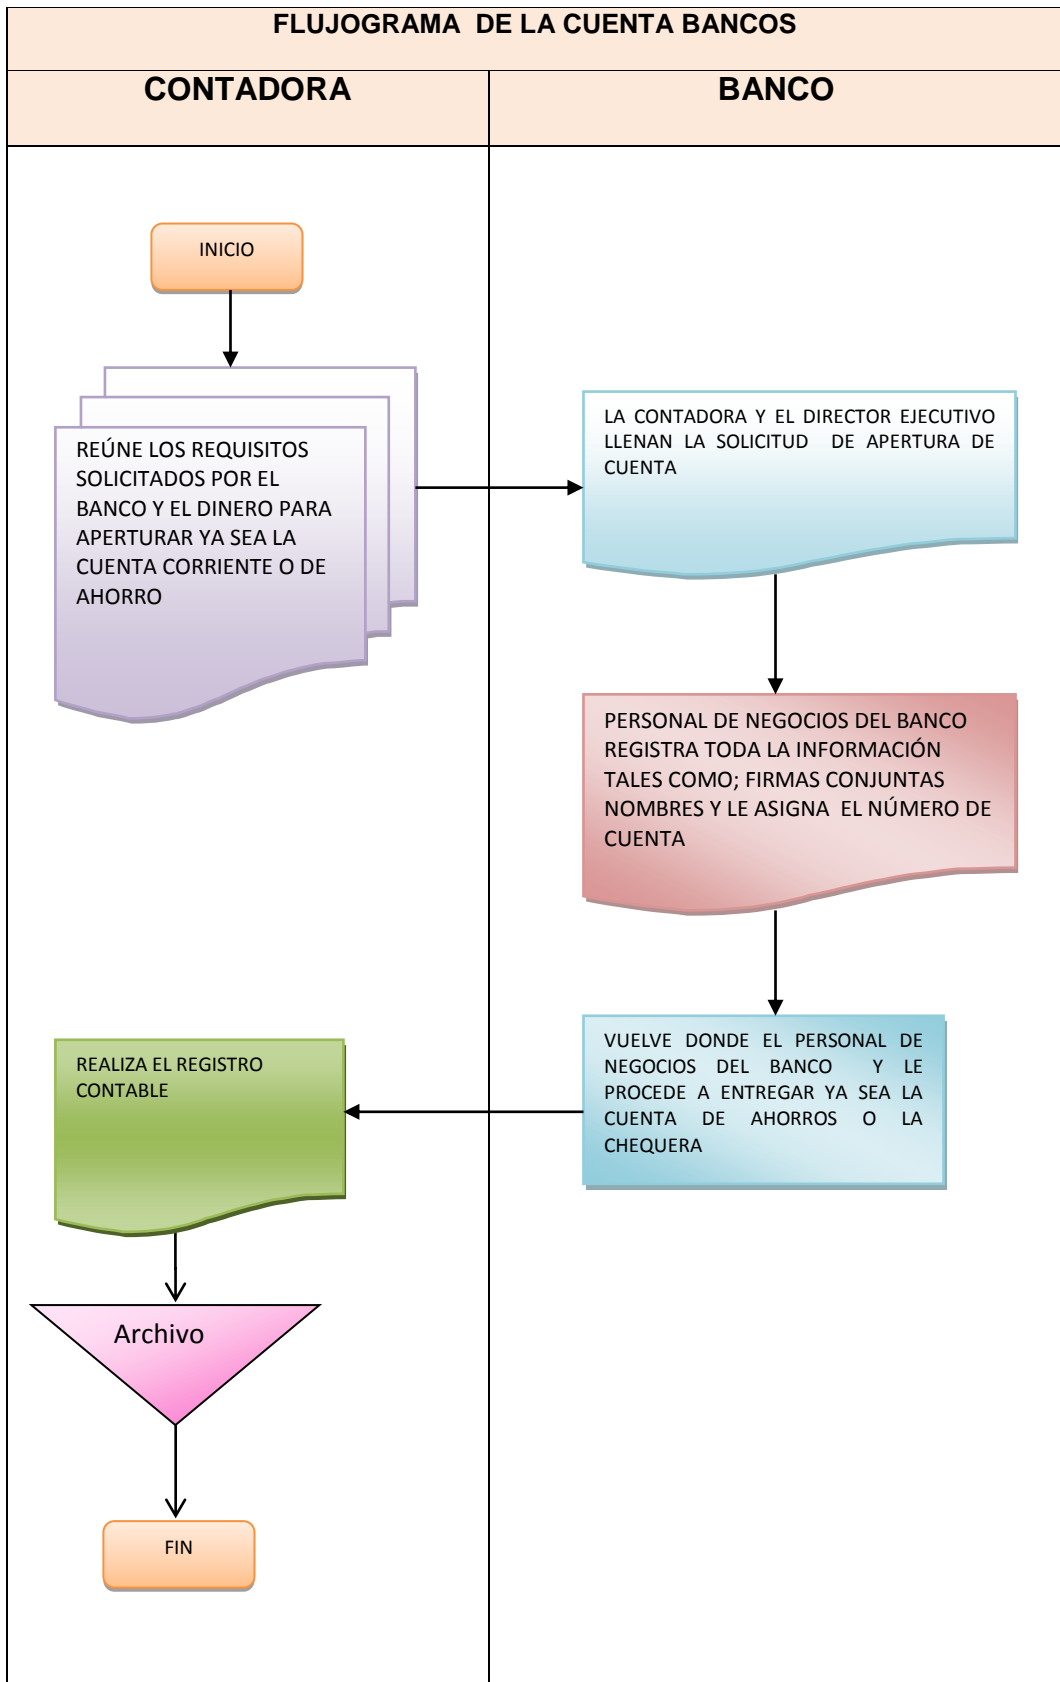 FLUJOGRAMA DE LA CUENTA BANCOS
CONTADORA
BANCO
INICIO
REÚNE LOS REQUISITOS
SOLICITADOS POR EL
BANCO Y EL DINERO PARA
APERTURAR YA SEA LA
CUENTA CORRIENTE O DE
AHORRO
LA CONTADORA Y EL DIRECTOR EJECUTIVO
LLENAN LA SOLICITUD DE APERTURA DE
CUENTA
PERSONAL DE NEGOCIOS DEL BANCO
REGISTRA TODA LA INFORMACIÓN
TALES COMO; FIRMAS CONJUNTAS
NOMBRES Y LE ASIGNA EL NÚMERO DE
CUENTA
VUELVE DONDE EL PERSONAL DE
NEGOCIOS DEL BANCO Y LE
PROCEDE A ENTREGAR YA SEA LA
CUENTA DE AHORROS O LA
CHEQUERA
REALIZA EL REGISTRO
CONTABLE
Archivo
FIN